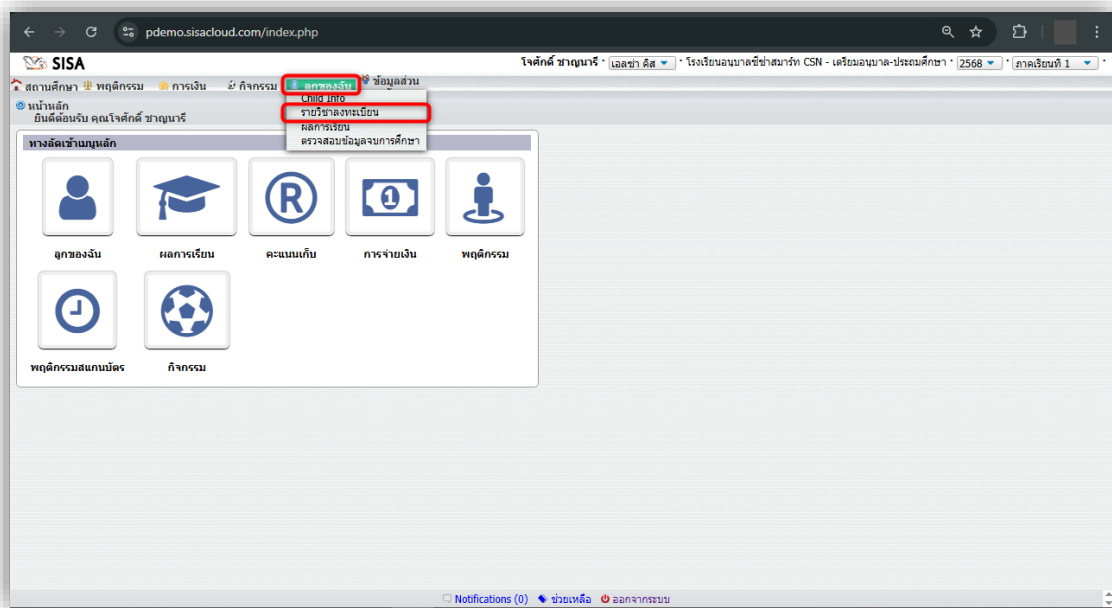 pdemo.sisacloud.com/index.php
SISA
โจศักดิ์ ชาญนารี · เอลซ่า คิส · โรงเรียนอนุบาลซีซ่าสมาร์ท CSN - เตรียมอนุบาล-ประถมศึกษา · 2568 · ภาคเรียนที่ 1 ·
สถานศึกษา พฤติกรรม การเงิน กิจกรรม ลูกของฉัน ข้อมูลส่วน
Child Info
รายวิชาลงทะเบียน
ผลการเรียน
ตรวจสอบข้อมูลจบการศึกษา
หน้าหลัก
ยินดีต้อนรับ คุณโจศักดิ์ ชาญนารี
ทางลัดเข้าเมนูหลัก
R
1
ลูกของฉัน ผลการเรียน คะแนนเก็บ การจ่ายเงิน พฤติกรรม
พฤติกรรมสแกนบัตร กิจกรรม
Notifications (0) ช่วยเหลือ ออกจากระบบ